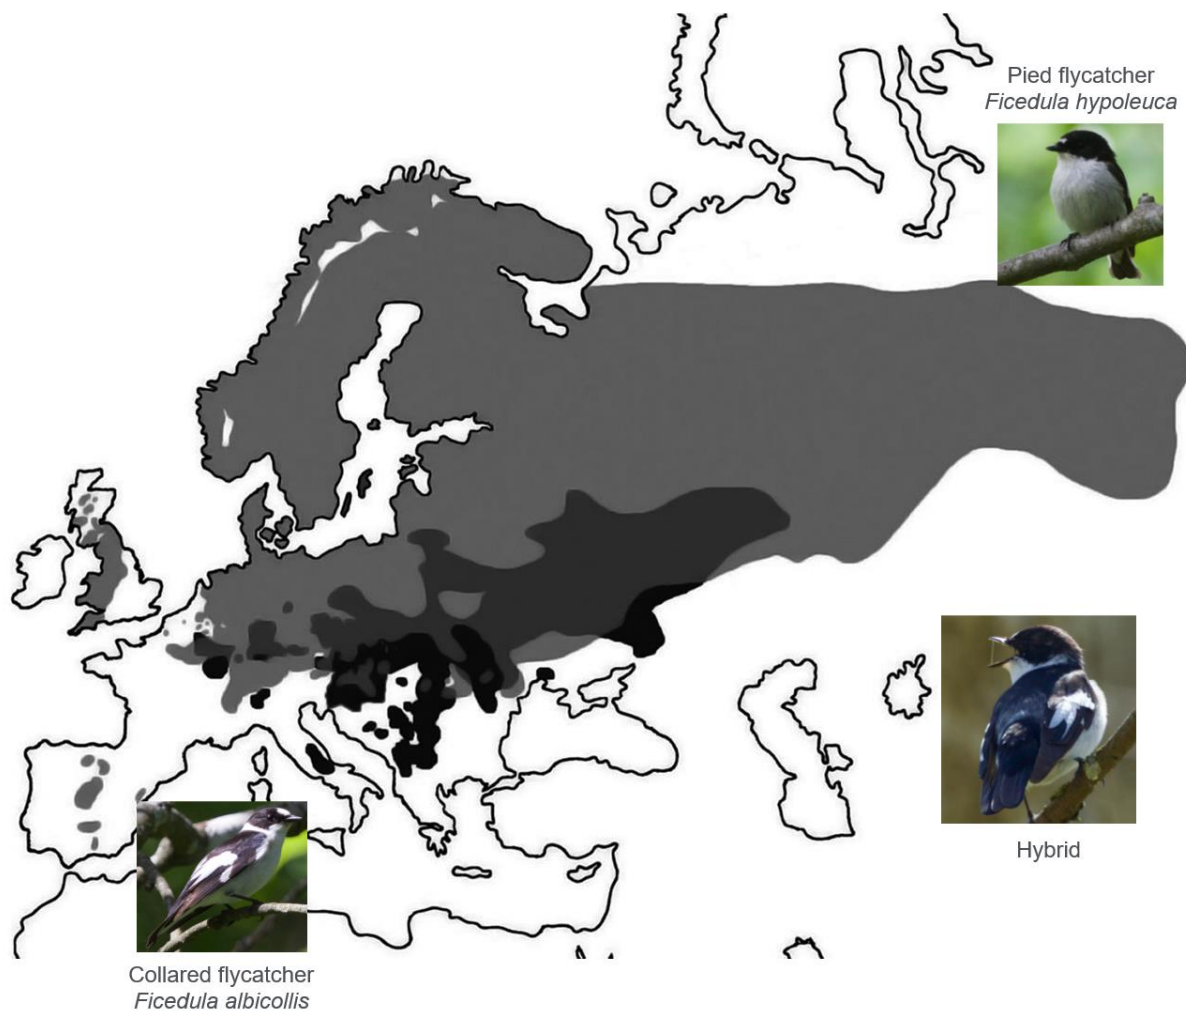 Pied flycatcher
Ficedula hypoleuca
Hybrid
Collared flycatcher
Ficedula albicollis